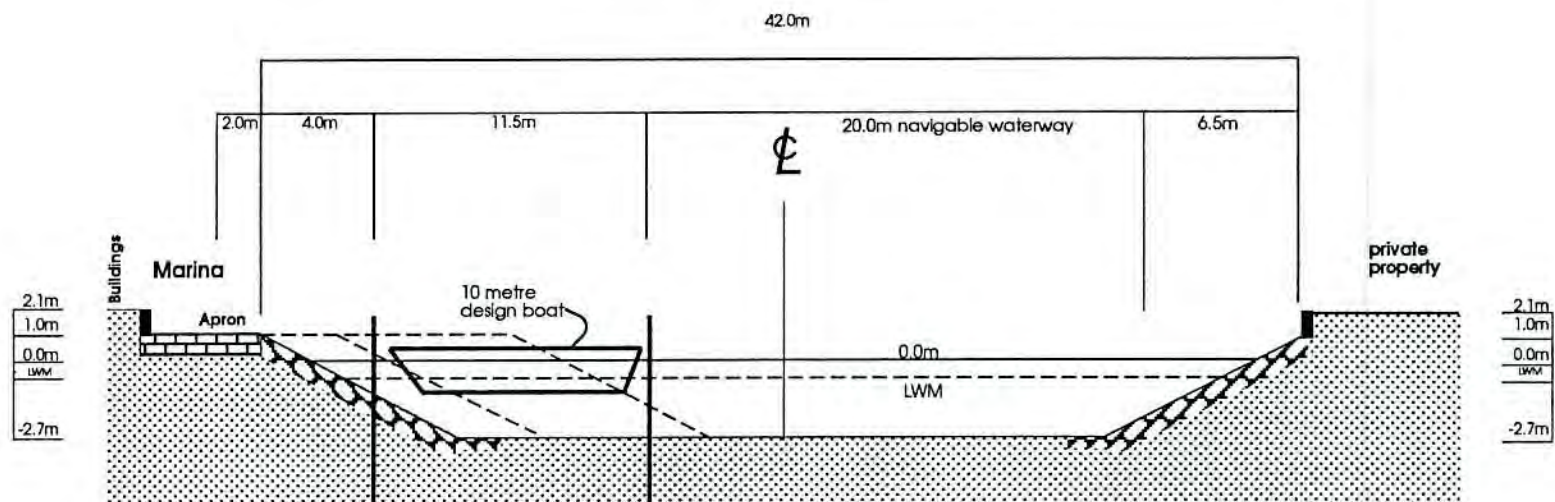 42.0m
2.0m
4.0m
11.5m
20.0m navigable waterway
6.5m
℄
Buildings
Marina
private
property
10 metre
design boat
Apron
2.1m
1.0m
0.0m
LWM
-2.7m
0.0m
LWM
2.1m
1.0m
0.0m
LWM
-2.7m